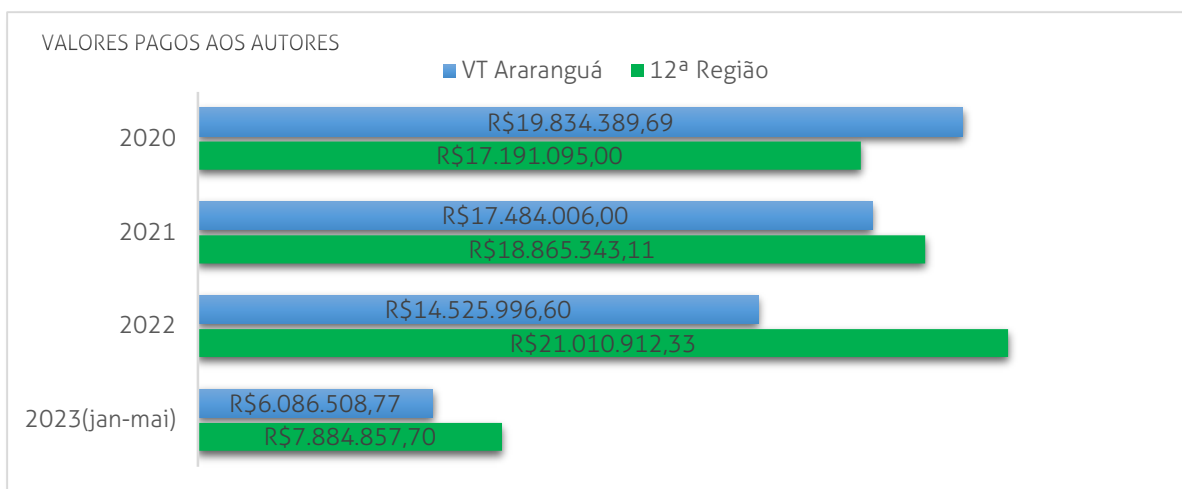 VALORES PAGOS AOS AUTORES
VT Araranguá 12ª Região
2020
R$19.834.389,69
R$17.191.095,00
2021
R$17.484.006,00
R$18.865.343,11
2022
R$14.525.996,60
R$21.010.912,33
2023(jan-mai)
R$6.086.508,77
R$7.884.857,70